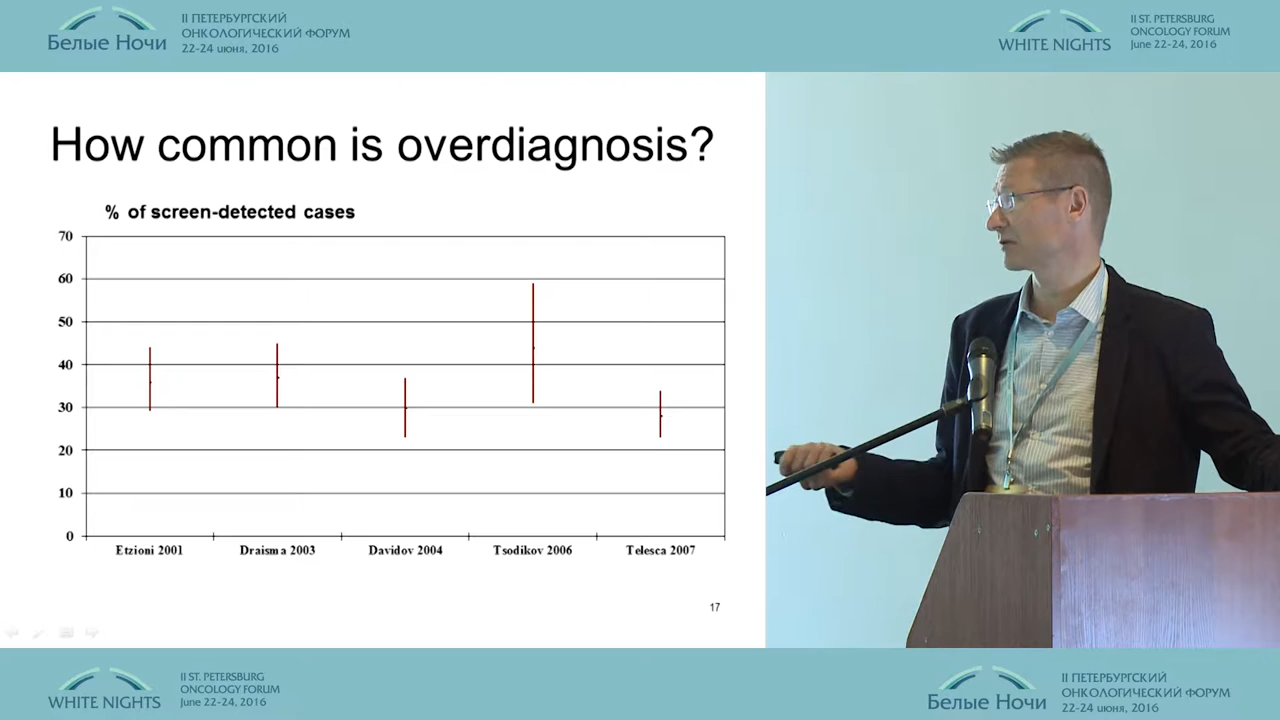 Белые Ночи
II ПЕТЕРБУРГСКИЙ
ОНКОЛОГИЧЕСКИЙ ФОРУМ
22-24 июня, 2016
WHITE NIGHTS
II ST. PETERSBURG
ONCOLOGY FORUM
June 22-24, 2016
How common is overdiagnosis?
% of screen-detected cases
70
60
50
40
30
20
10
0
Etzioni 2001
Draisma 2003
Davidov 2004
Tsodikov 2006
Telesca 2007
17
WHITE NIGHTS
II ST. PETERSBURG
ONCOLOGY FORUM
June 22-24, 2016
Белые Ночи
II ПЕТЕРБУРГСКИЙ
ОНКОЛОГИЧЕСКИЙ ФОРУМ
22-24 июня, 2016